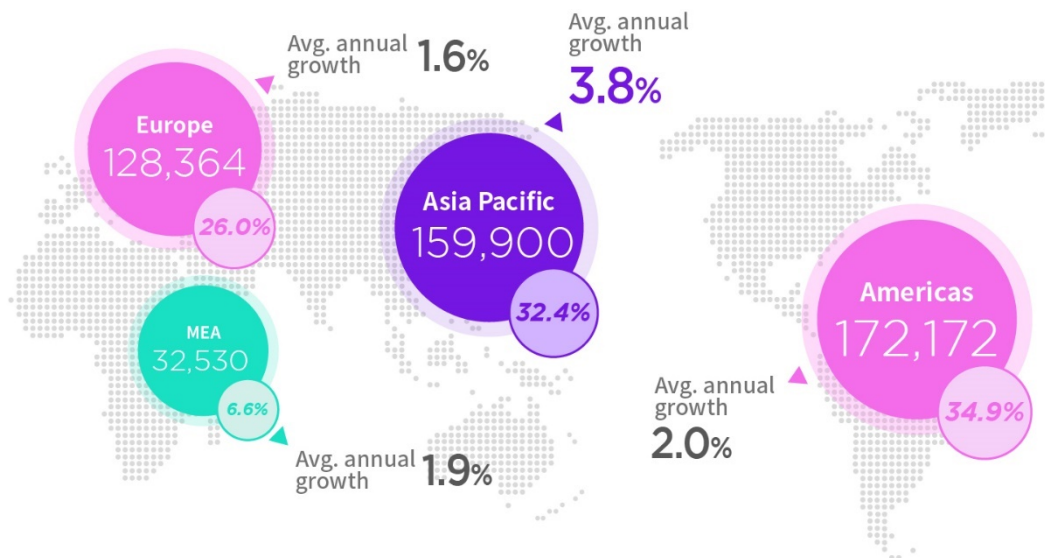 Avg. annual
growth
1.6%
Europe
128,364
26.0%
Avg. annual
growth
3.8%
Asia Pacific
159,900
32.4%
MEA
32,530
6.6%
Avg. annual
growth
1.9%
Americas
172,172
34.9%
Avg. annual
growth
2.0%